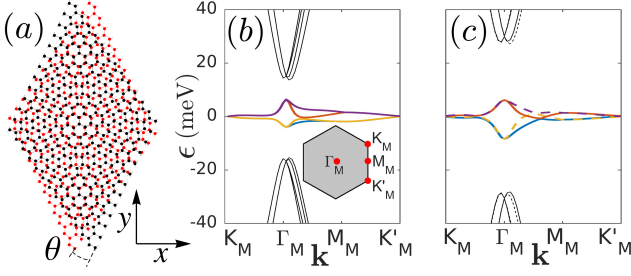 (a)
θ
y
x
(b)
ϵ (meV)
40
20
0
-20
-40
Γ_M
K_M
M_M
K'_M
K_M Γ_M M_M K'_M
k
(c)
K_M Γ_M M_M K'_M
k